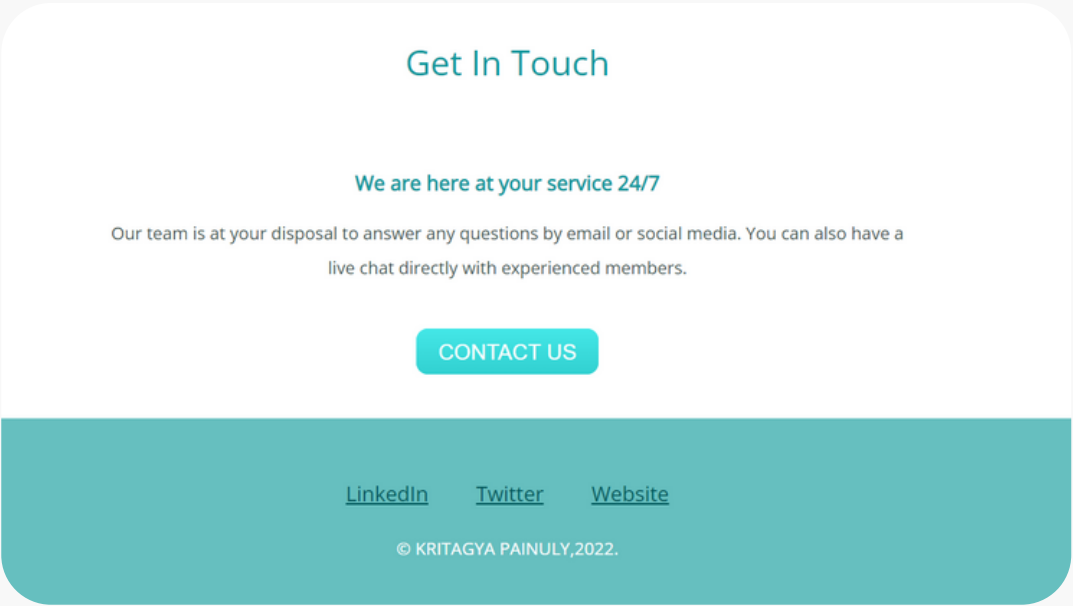 Get In Touch
We are here at your service 24/7
Our team is at your disposal to answer any questions by email or social media. You can also have a
live chat directly with experienced members.
CONTACT US
LinkedIn Twitter Website
© KRITAGYA PAINULY,2022.